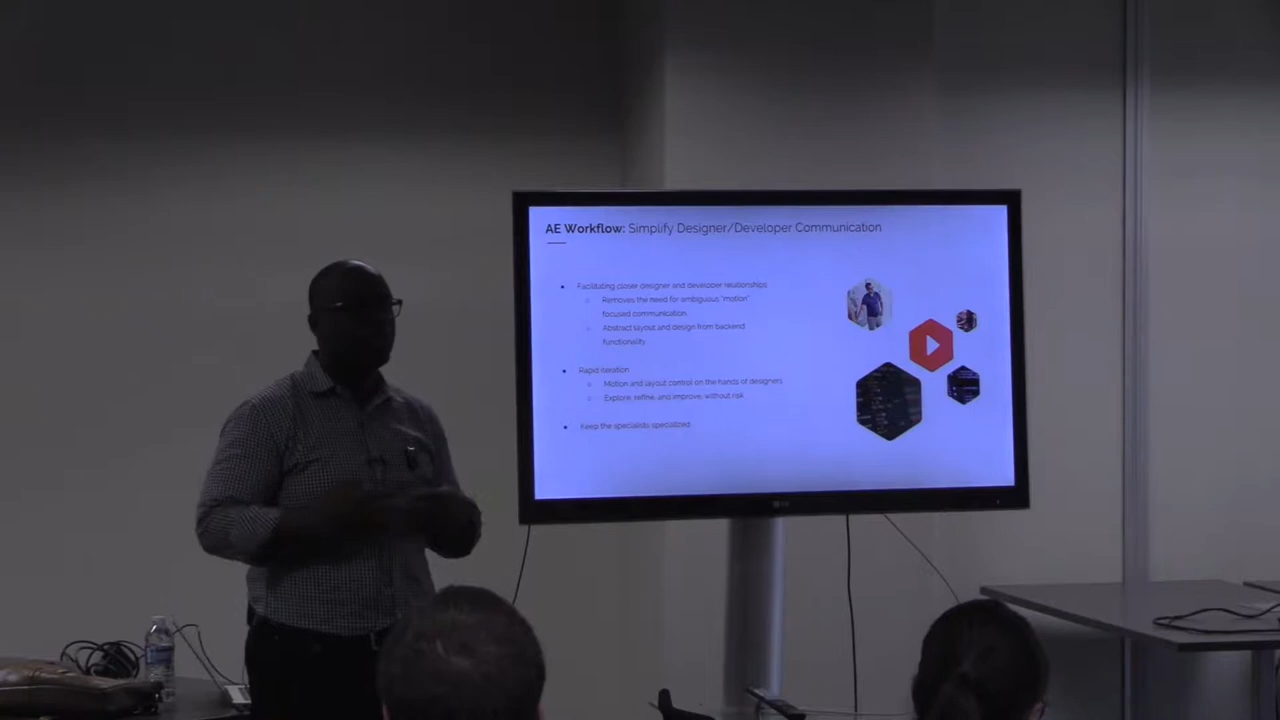 AE Workflow: Simplify Designer/Developer Communication
Facilitating closer designer and developer relationships
Removes the need for ambiguous "motion"
focused communication.
Abstract layout and design from backend
functionality
Rapid iteration
Motion and layout control on the hands of designers
Explore, refine, and improve, without risk
Keep the specialists specialized
LG